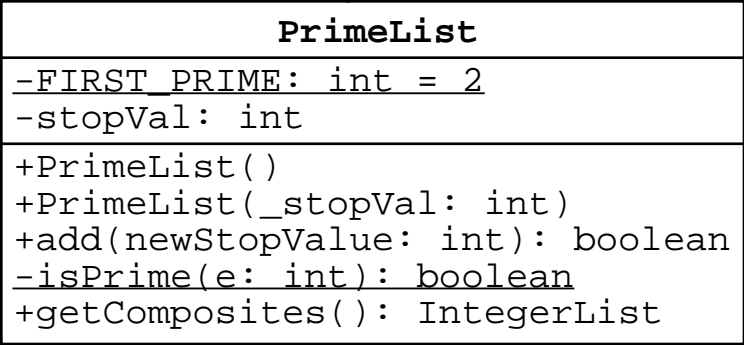 PrimeList
-FIRST_PRIME: int = 2
-stopVal: int
+PrimeList()
+PrimeList(_stopVal: int)
+add(newStopValue: int): boolean
-isPrime(e: int): boolean
+getComposites(): IntegerList